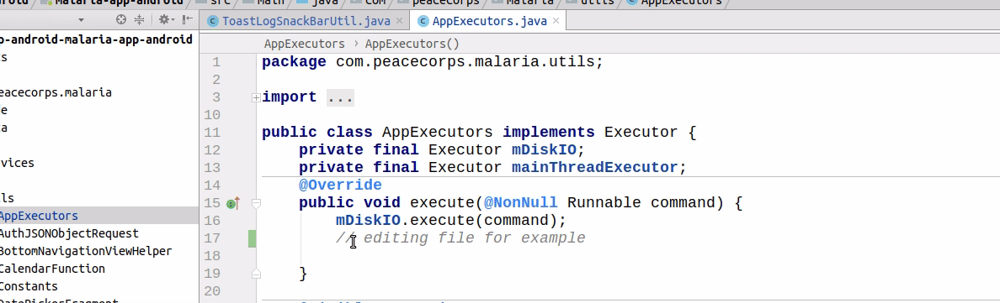 Malaria-app-android src main java com peacecorps malaria utils AppExecutors
ToastLogSnackBarUtil.java AppExecutors.java
p-android-malaria-app-android
ts
AppExecutors › AppExecutors()
1 package com.peacecorps.malaria.utils;
2
eacecorps.malaria
3 import ...
de
10
ta
11 public class AppExecutors implements Executor {
12 private final Executor mDiskIO;
vices
13 private final Executor mainThreadExecutor;
14 @Override
ils
15 public void execute(@NonNull Runnable command) {
AppExecutors
16 mDiskIO.execute(command);
AuthJSONObjectRequest
17 // editing file for example
BottomNavigationViewHelper
18
CalendarFunction
19 }
Constants
20
DatePickerFragment